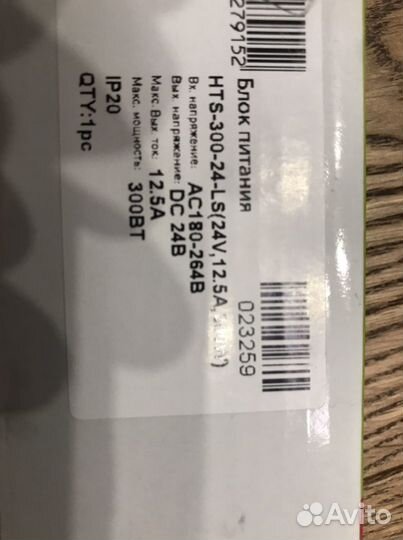 279152
Блок питания
HTS-300-24-LS(24V,12.5A,
023259
Вх. напряжение: AC180-264В
Вых. напряжение: DC 24В
Макс. Вых. ток: 12.5А
Макс. мощность: 300ВТ
IP20
QTY:1pc
Avito